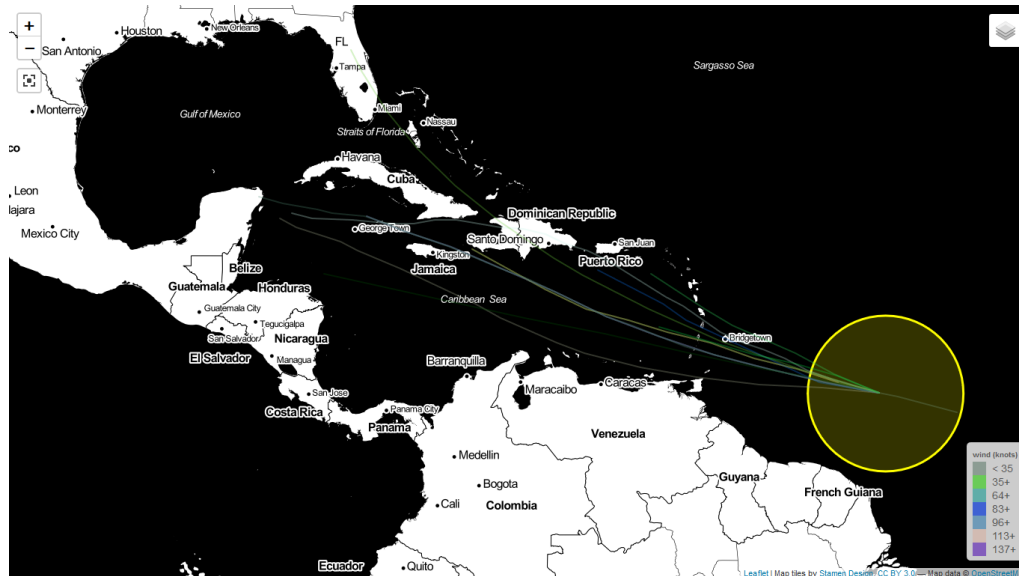 +
−
Houston
New Orleans
San Antonio
FL
Tampa
Sargasso Sea
Monterrey
Gulf of Mexico
Miami
Nassau
Straits of Florida
co
Havana
Cuba
Leon
lajara
Mexico City
George Town
Dominican Republic
Santo Domingo
San Juan
Puerto Rico
Kingston
Jamaica
Belize
Guatemala
Honduras
Caribbean Sea
Guatemala City
Tegucigalpa
San Salvador
Nicaragua
El Salvador
Managua
Bridgetown
Barranquilla
Maracaibo
Caracas
San Jose
Costa Rica
Panama City
Panama
Venezuela
Medellin
Guyana
French Guiana
Bogota
Cali
Colombia
Ecuador
Quito
wind (knots)
< 35
35+
64+
83+
96+
113+
137+
Leaflet | Map tiles by Stamen Design, CC BY 3.0 — Map data © OpenStreetM